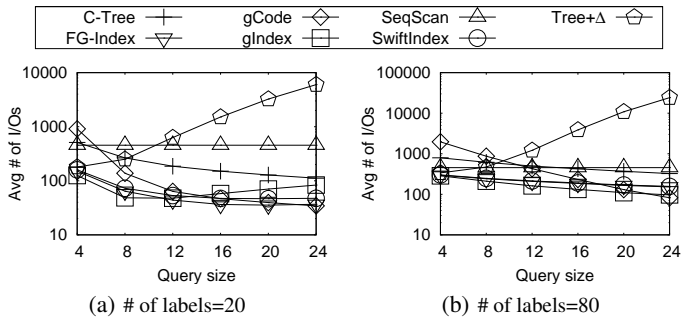 C-Tree gCode SeqScan Tree+Δ
FG-Index gIndex SwiftIndex
Avg # of I/Os
10000
1000
100
10
4 8 12 16 20 24
Query size
(a) # of labels=20
Avg # of I/Os
100000
10000
1000
100
10
4 8 12 16 20 24
Query size
(b) # of labels=80